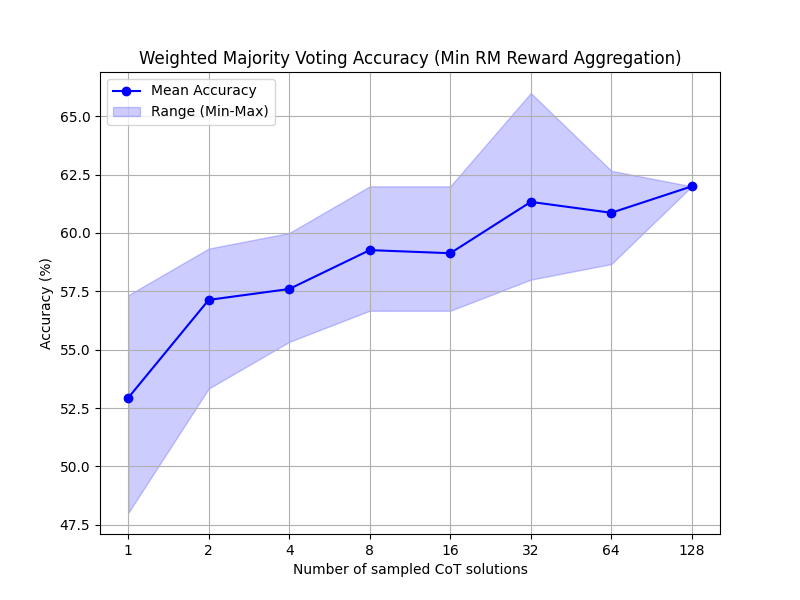 Weighted Majority Voting Accuracy (Min RM Reward Aggregation)
Mean Accuracy
Range (Min-Max)
Accuracy (%)
65.0
62.5
60.0
57.5
55.0
52.5
50.0
47.5
1 2 4 8 16 32 64 128
Number of sampled CoT solutions